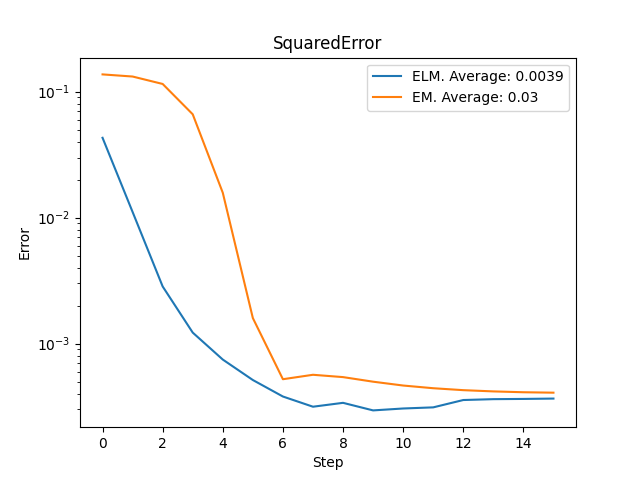 SquaredError
ELM. Average: 0.0039
EM. Average: 0.03
10⁻¹
10⁻²
10⁻³
Error
0 2 4 6 8 10 12 14
Step